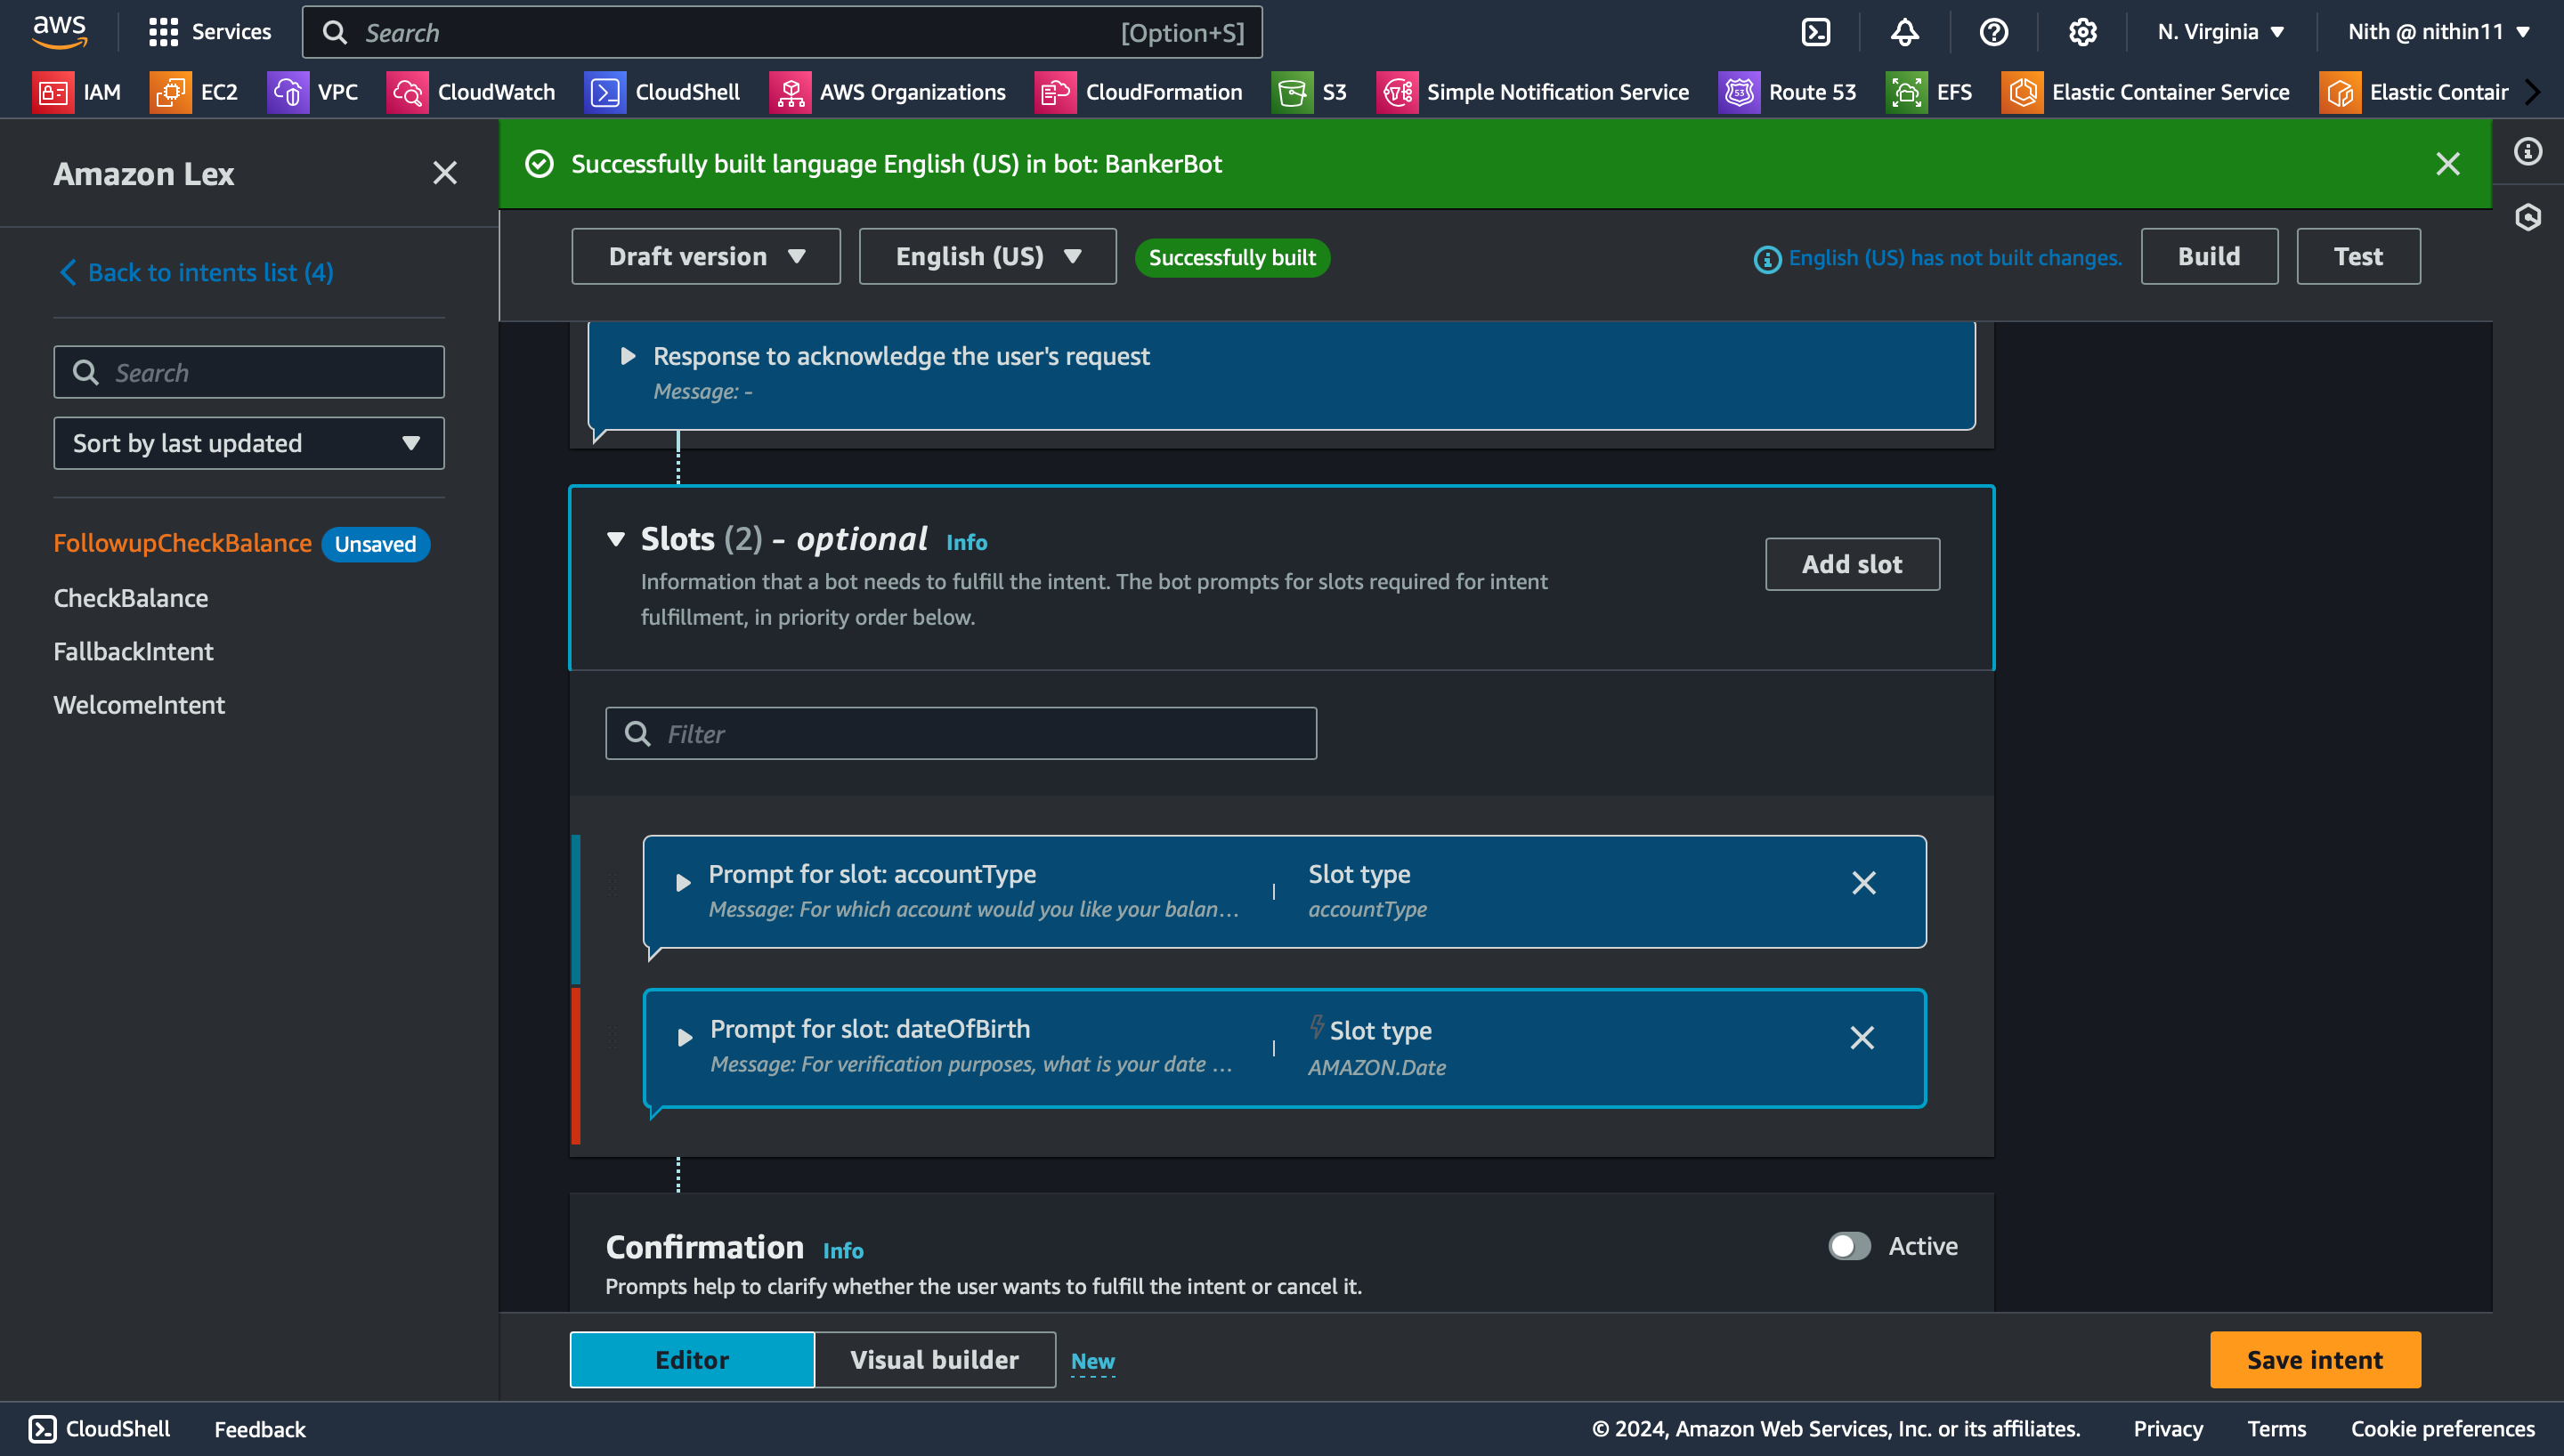 aws
Services
Search
[Option+S]
N. Virginia
Nith @ nithin11
IAM
EC2
VPC
CloudWatch
CloudShell
AWS Organizations
CloudFormation
S3
Simple Notification Service
Route 53
EFS
Elastic Container Service
Elastic Contair
Amazon Lex
Back to intents list (4)
Search
Sort by last updated
FollowupCheckBalance
Unsaved
CheckBalance
FallbackIntent
WelcomeIntent
Successfully built language English (US) in bot: BankerBot
Draft version
English (US)
Successfully built
English (US) has not built changes.
Build
Test
Response to acknowledge the user's request
Message: -
Slots (2) - optional Info
Information that a bot needs to fulfill the intent. The bot prompts for slots required for intent
fulfillment, in priority order below.
Add slot
Filter
Prompt for slot: accountType
Message: For which account would you like your balan...
Slot type
accountType
Prompt for slot: dateOfBirth
Message: For verification purposes, what is your date ...
Slot type
AMAZON.Date
Confirmation Info
Prompts help to clarify whether the user wants to fulfill the intent or cancel it.
Active
Editor
Visual builder
New
Save intent
CloudShell
Feedback
© 2024, Amazon Web Services, Inc. or its affiliates.
Privacy
Terms
Cookie preferences